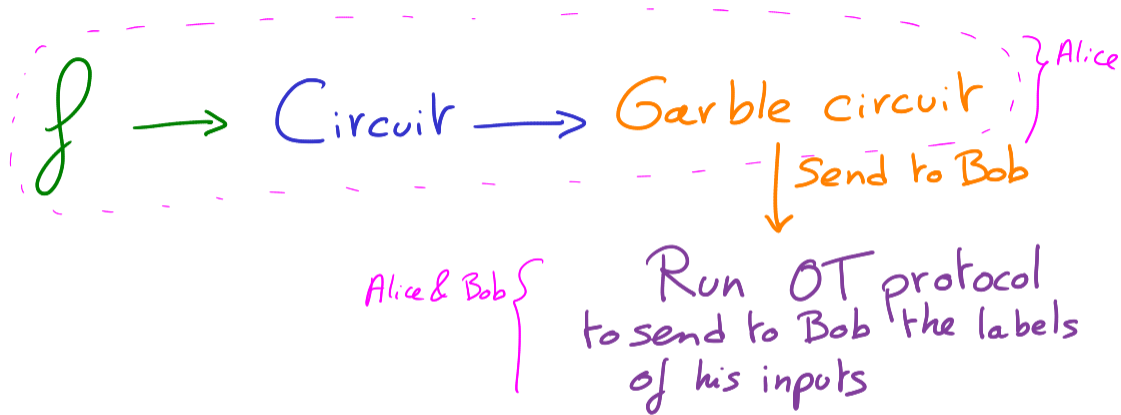 f → Circuit → Garble circuit } Alice
Send to Bob
Alice & Bob {
Run OT protocol
to send to Bob the labels
of his inputs